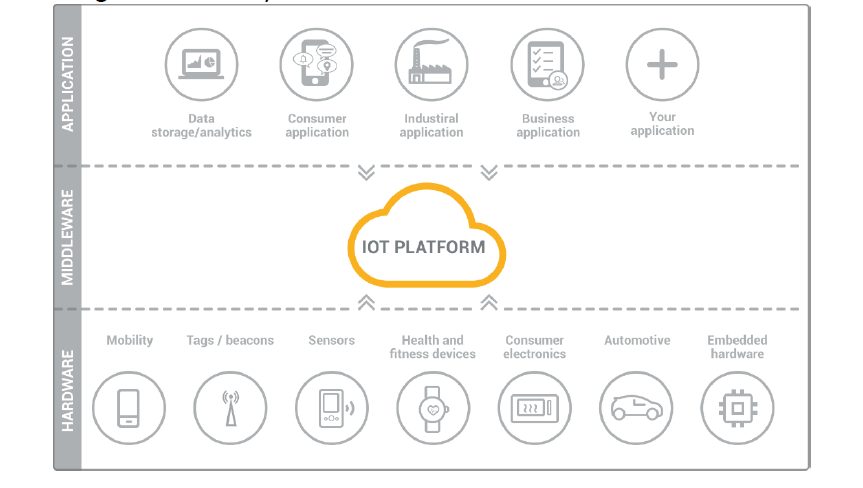 APPLICATION
Data
storage/analytics
Consumer
application
Industiral
application
Business
application
Your
application
MIDDLEWARE
IOT PLATFORM
HARDWARE
Mobility
Tags / beacons
Sensors
Health and
fitness devices
Consumer
electronics
Automotive
Embedded
hardware